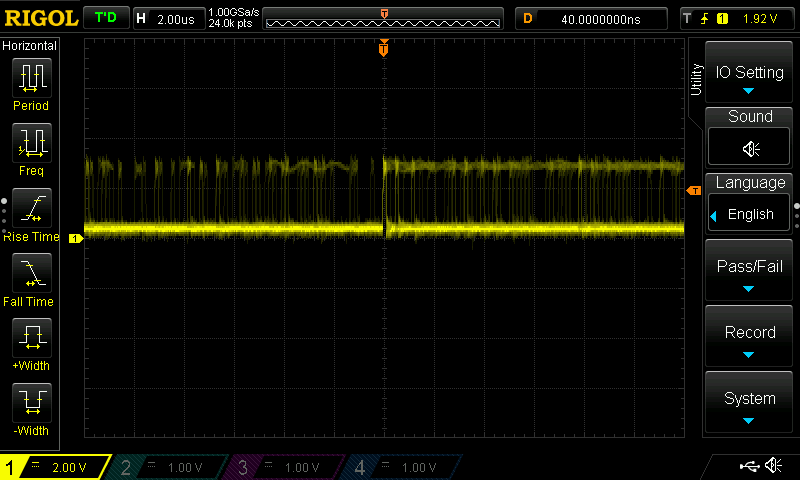 RIGOL T'D H 2.00us 1.00GSa/s 24.0k pts T D 40.0000000ns T 1 1.92 V
Horizontal
Period
Freq
Rise Time
Fall Time
+Width
-Width
T
T
1
Utility
IO Setting
Sound
Language
English
Pass/Fail
Record
System
1 2.00 V 2 1.00 V 3 1.00 V 4 1.00 V